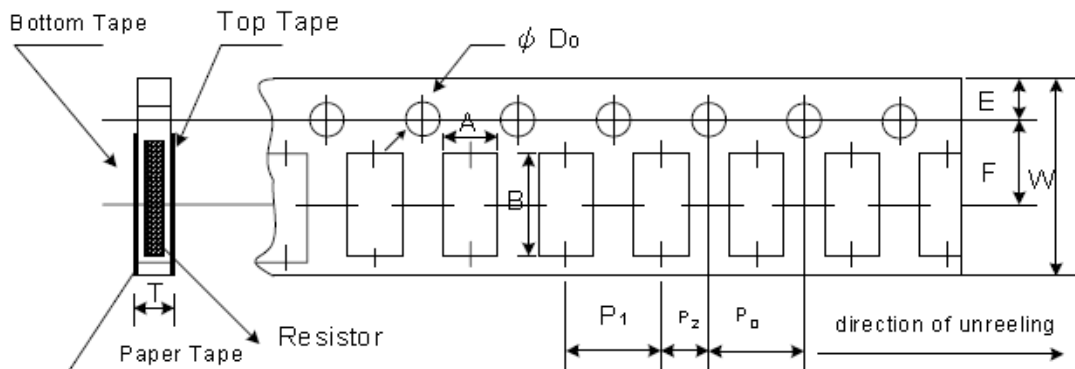 Bottom Tape
Top Tape
ϕ Do
E
A
F
W
B
T
P1
P2
P0
Resistor
direction of unreeling
Paper Tape